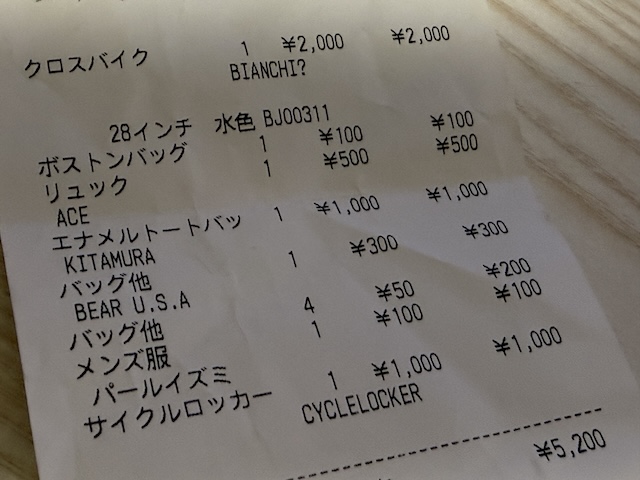 クロスバイク 1 ¥2,000 ¥2,000
BIANCHI?
28インチ 水色 BJ00311
ボストンバッグ 1 ¥100 ¥100
リュック 1 ¥500 ¥500
ACE
エナメルトートバッ 1 ¥1,000 ¥1,000
KITAMURA
バッグ他 1 ¥300 ¥300
BEAR U.S.A
バッグ他 4 ¥50 ¥200
メンズ服 1 ¥100 ¥100
パールイズミ
サイクルロッカー 1 ¥1,000 ¥1,000
CYCLELOCKER
¥5,200